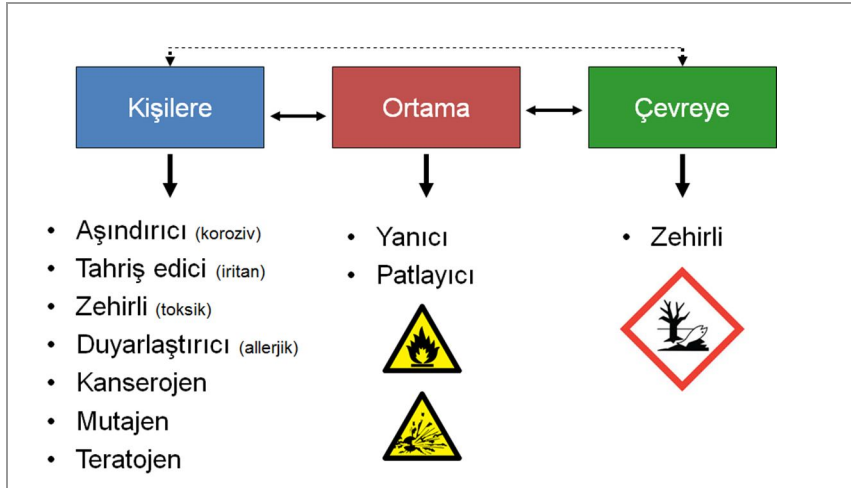 Kişilere
Ortama
Çevreye
• Aşındırıcı (koroziv)
• Tahriş edici (iritan)
• Zehirli (toksik)
• Duyarlaştırıcı (allerjik)
• Kanserojen
• Mutajen
• Teratojen
• Yanıcı
• Patlayıcı
• Zehirli